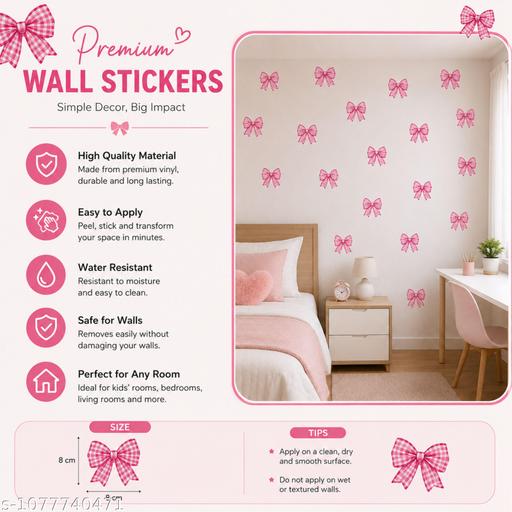 Premium
WALL STICKERS
Simple Decor, Big Impact
High Quality Material
Made from premium vinyl,
durable and long lasting.
Easy to Apply
Peel, stick and transform
your space in minutes.
Water Resistant
Resistant to moisture
and easy to clean.
Safe for Walls
Removes easily without
damaging your walls.
Perfect for Any Room
Ideal for kids' rooms, bedrooms,
living rooms and more.
SIZE
8 cm
8 cm
TIPS
Apply on a clean, dry
and smooth surface.
Do not apply on wet
or textured walls.
s-1077740471